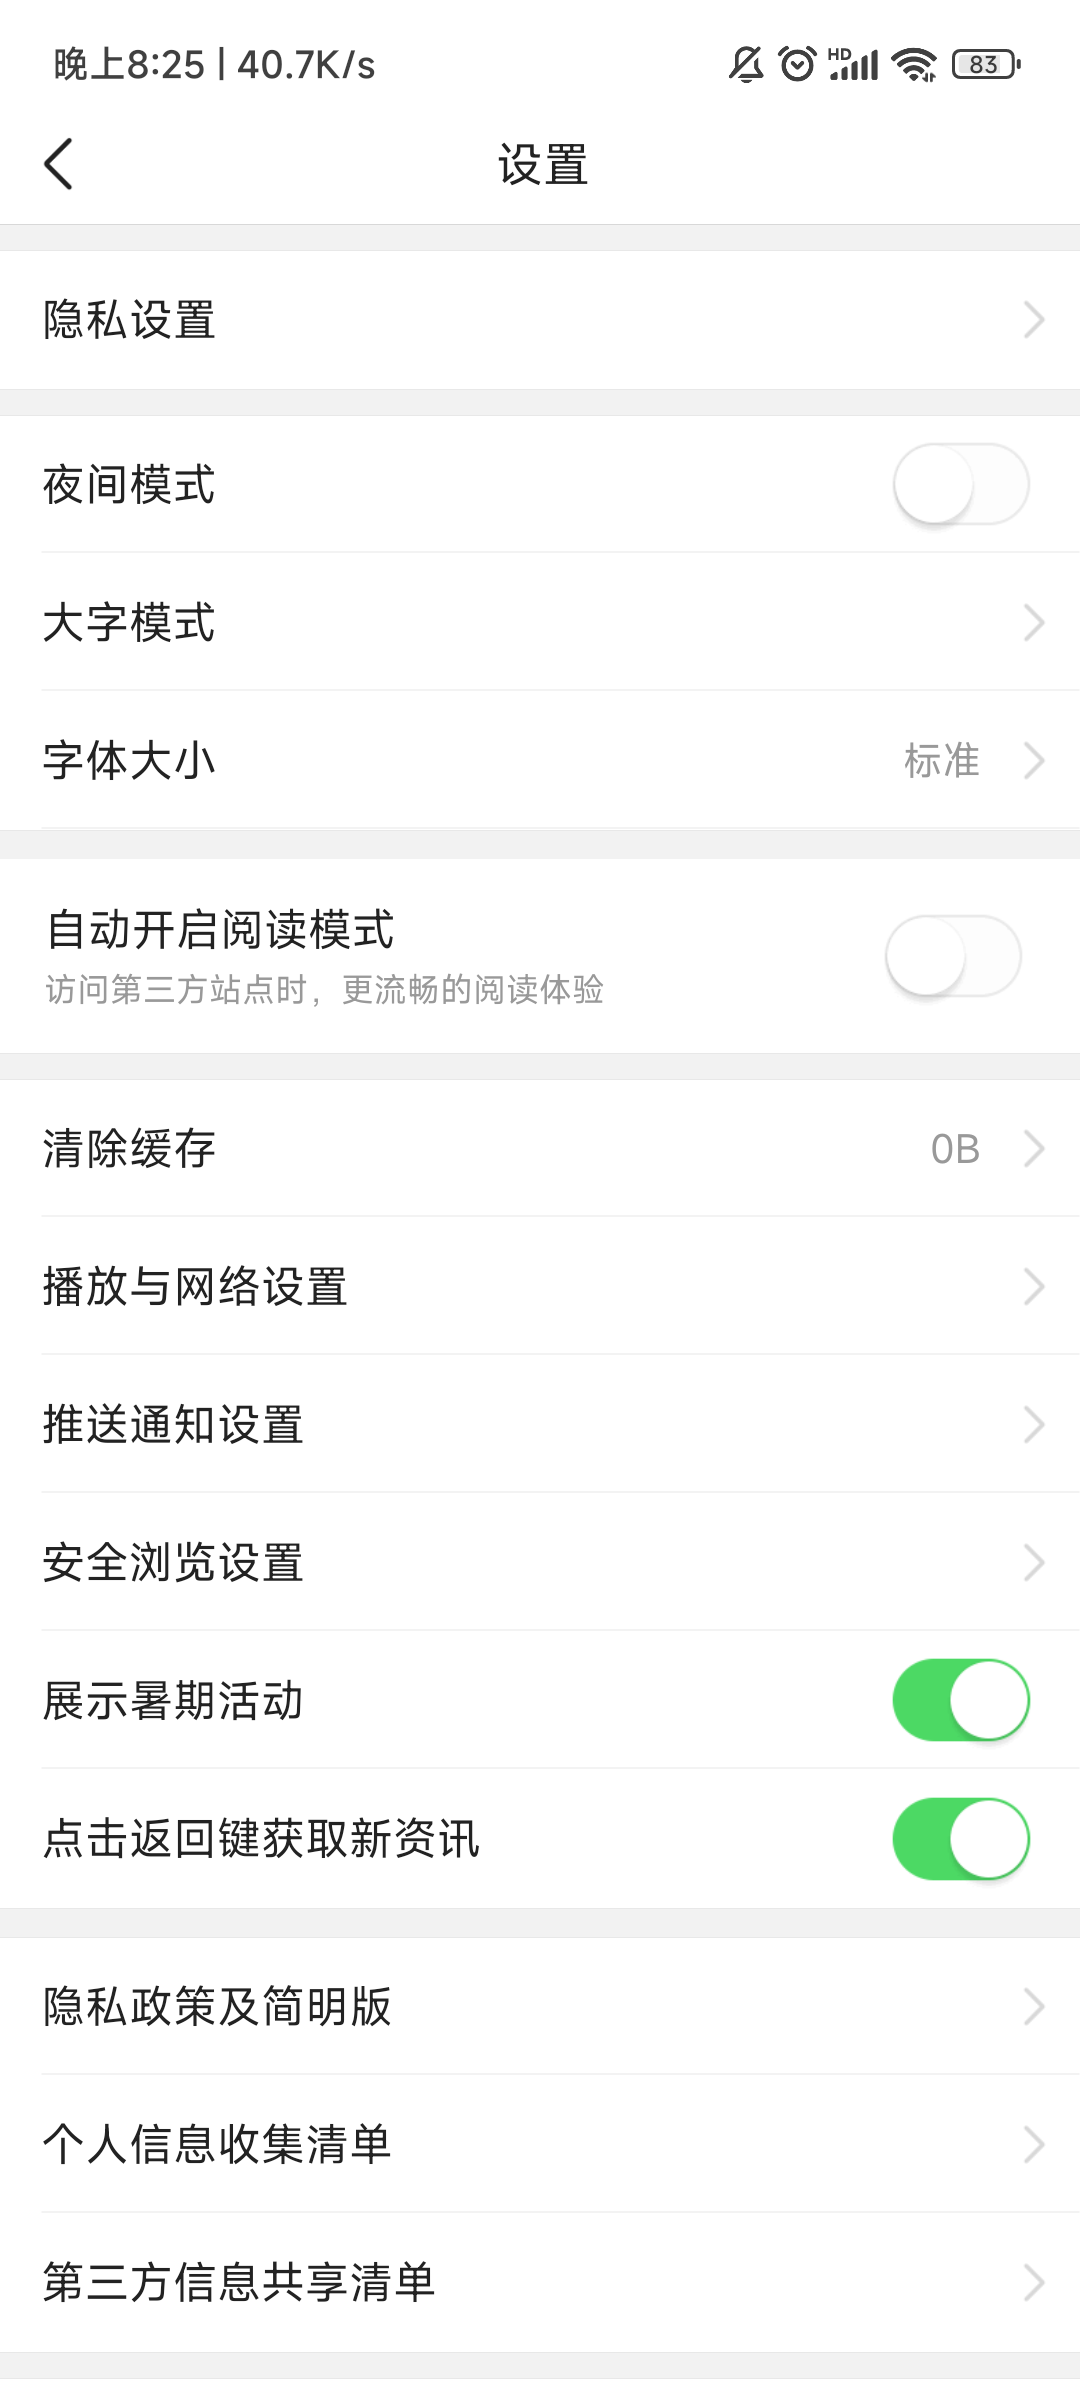 晚上8:25 | 40.7K/s
HD
83
设置
隐私设置
夜间模式
大字模式
字体大小
标准
自动开启阅读模式
访问第三方站点时，更流畅的阅读体验
清除缓存
0B
播放与网络设置
推送通知设置
安全浏览设置
展示暑期活动
点击返回键获取新资讯
隐私政策及简明版
个人信息收集清单
第三方信息共享清单